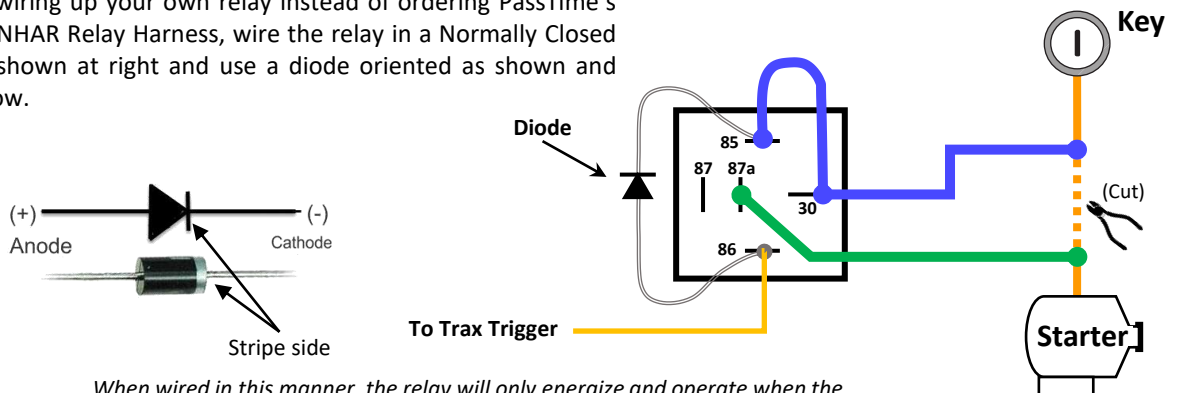 wiring up your own relay instead of ordering PassTime's
NHAR Relay Harness, wire the relay in a Normally Closed
shown at right and use a diode oriented as shown and
ow.
Key
Diode
85
87 87a
30
(Cut)
(+)
(-)
Anode
Cathode
86
To Trax Trigger
Starter
Stripe side
When wired in this manner, the relay will only energize and operate when the